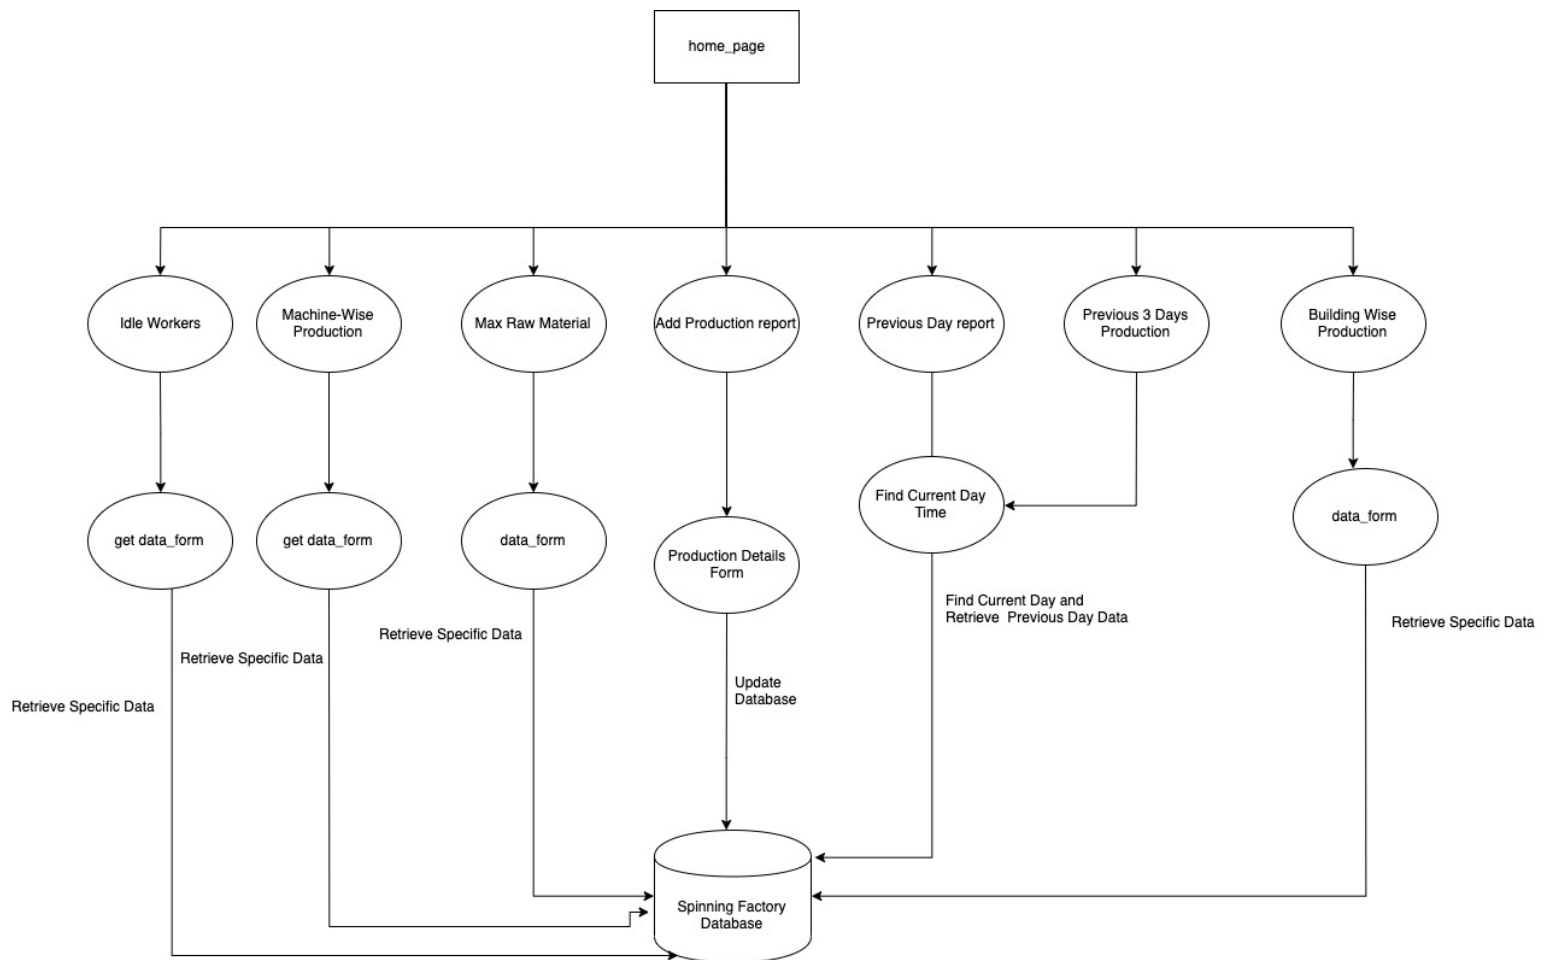 home_page
Idle Workers
Machine-Wise
Production
Max Raw Material
Add Production report
Previous Day report
Previous 3 Days
Production
Building Wise
Production
get data_form
get data_form
data_form
Production Details
Form
Find Current Day
Time
data_form
Retrieve Specific Data
Retrieve Specific Data
Retrieve Specific Data
Update
Database
Find Current Day and
Retrieve  Previous Day Data
Retrieve Specific Data
Spinning Factory
Database